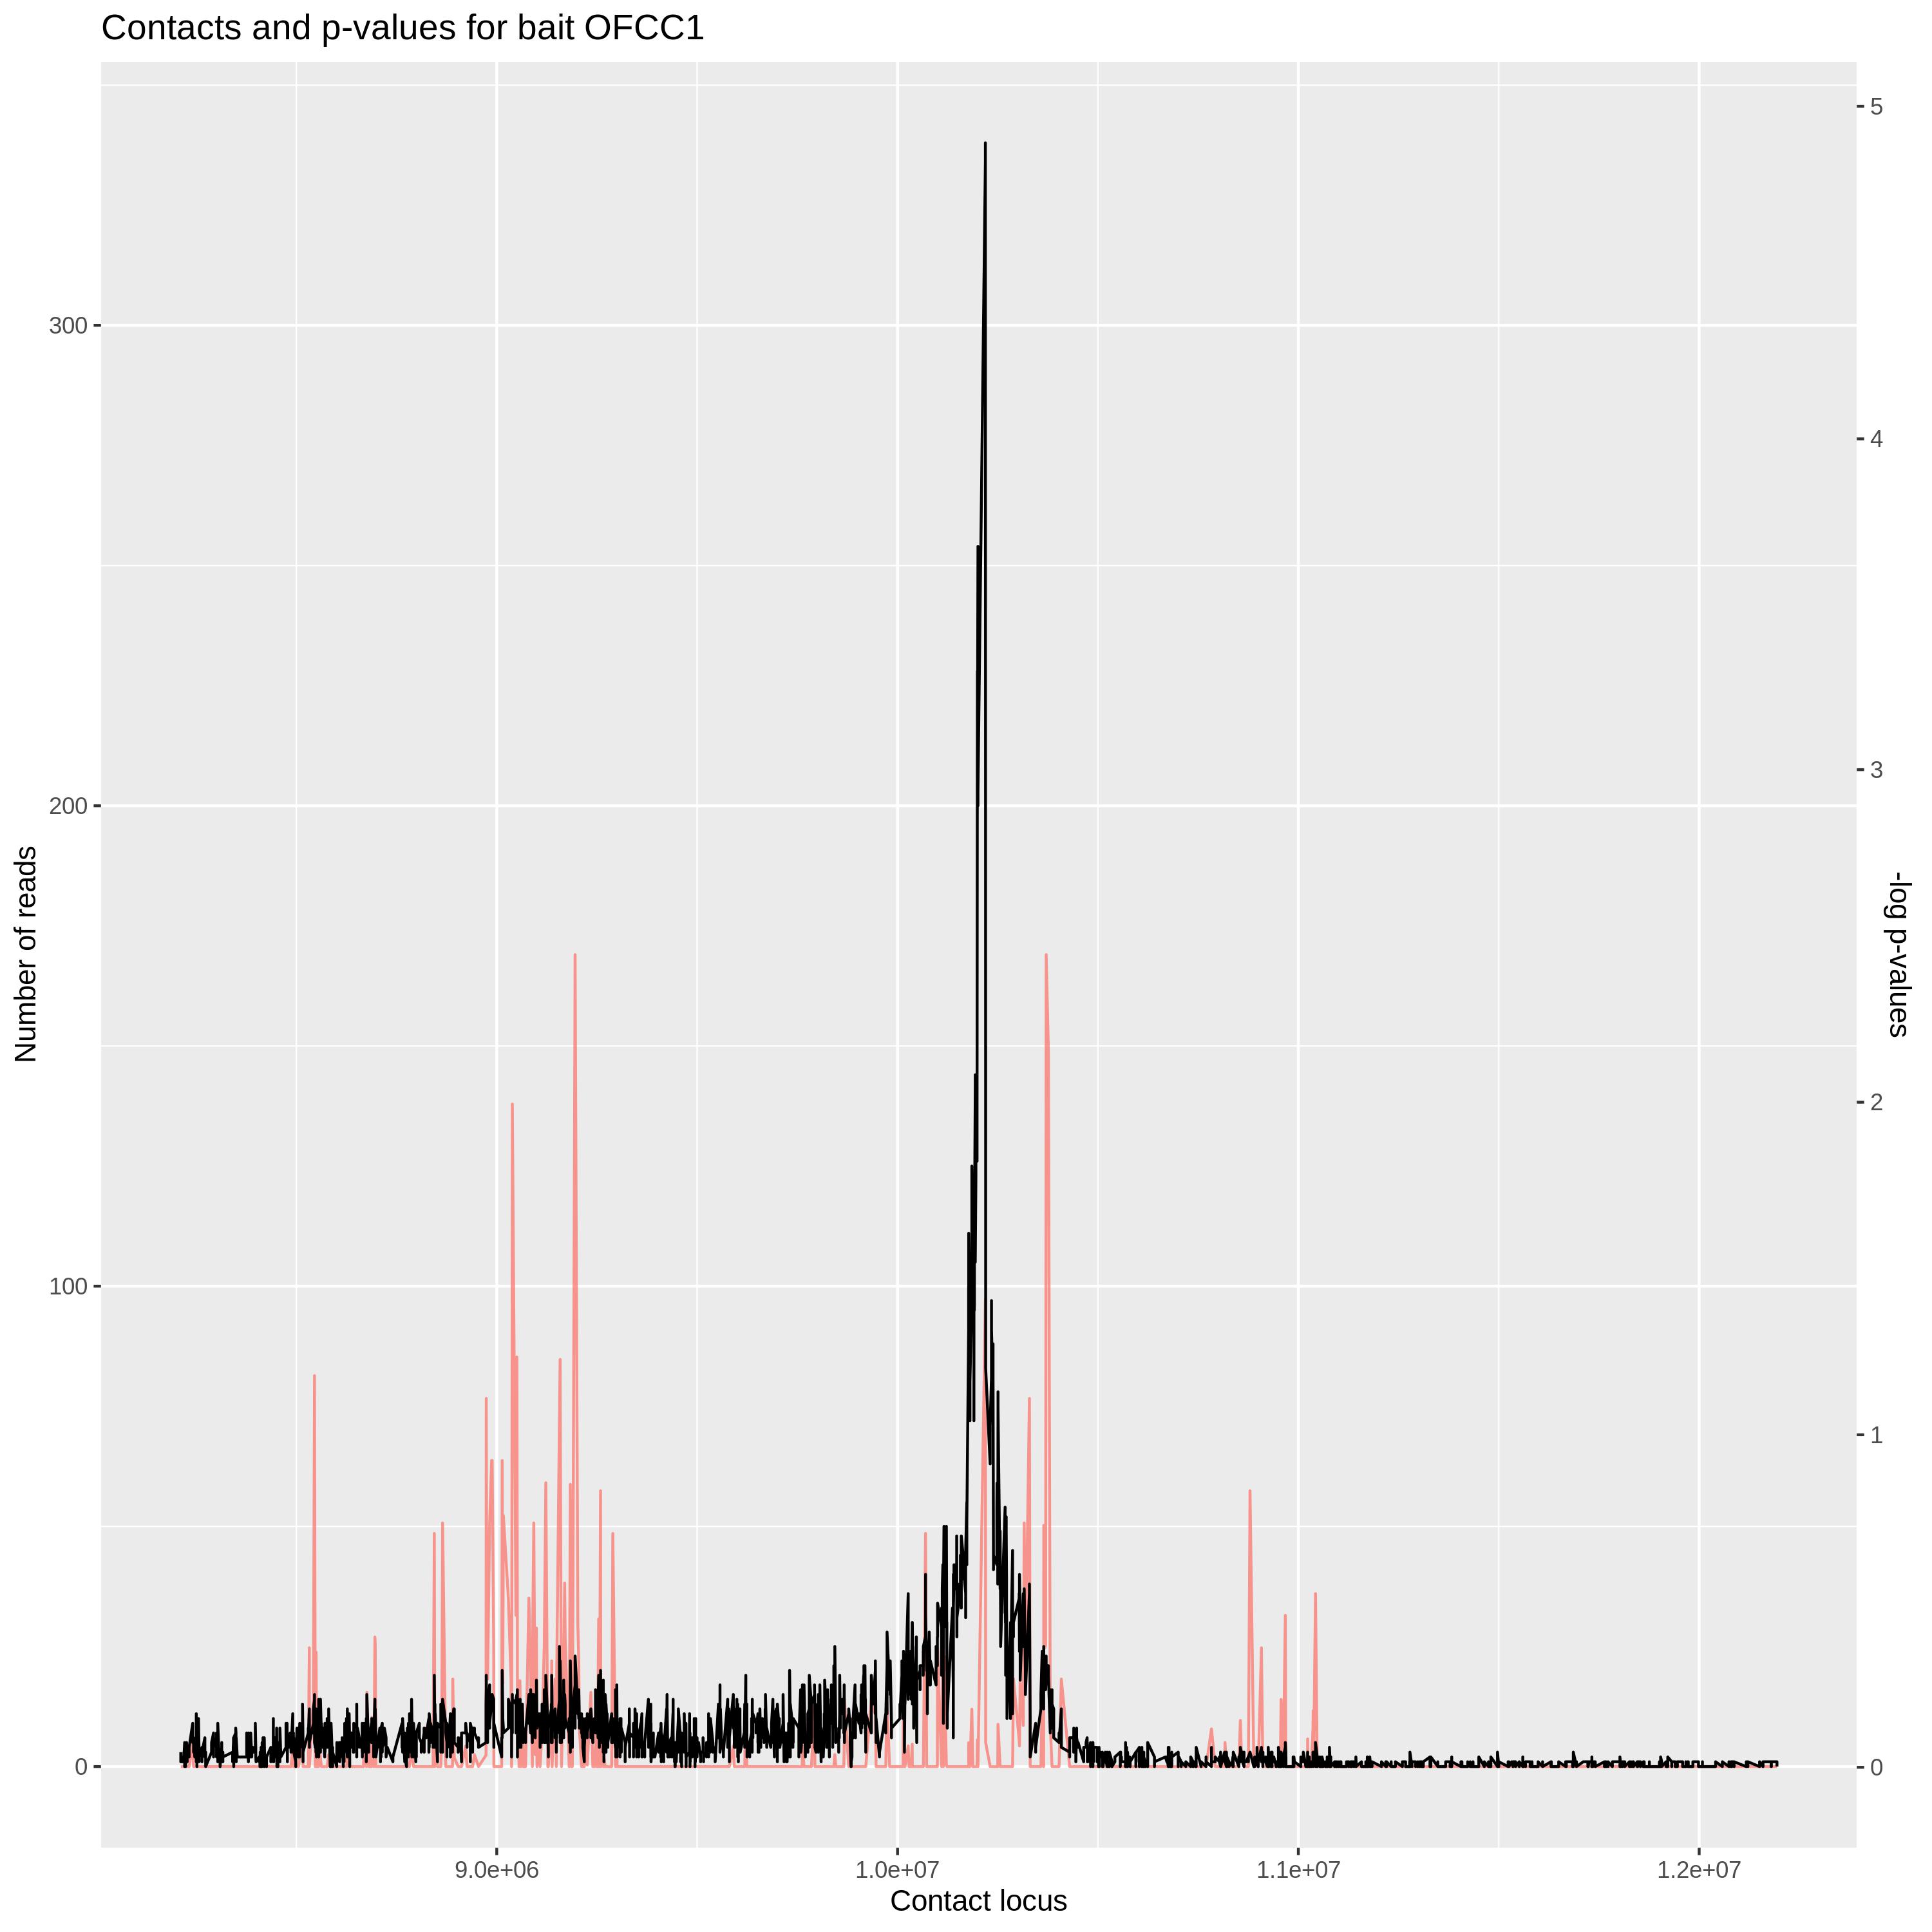 Contacts and p-values for bait OFCC1
Number of reads
300
200
100
0
5
4
3
2
1
0
-log p-values
9.0e+06
1.0e+07
1.1e+07
1.2e+07
Contact locus